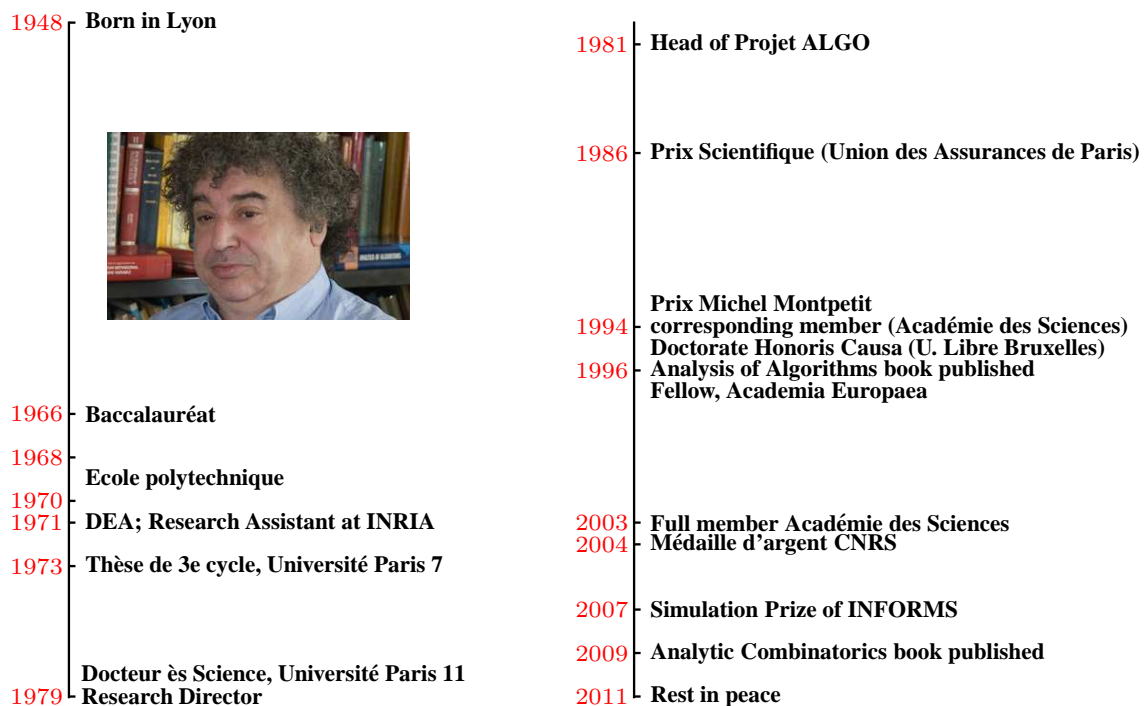 1948 Born in Lyon
ANALYSIS OF ALGORITHMS
1966 Baccalauréat
1968
Ecole polytechnique
1970
1971 DEA; Research Assistant at INRIA
1973 Thèse de 3e cycle, Université Paris 7
Docteur ès Science, Université Paris 11
1979 Research Director
1981 Head of Projet ALGO
1986 Prix Scientifique (Union des Assurances de Paris)
Prix Michel Montpetit
1994 corresponding member (Académie des Sciences)
Doctorate Honoris Causa (U. Libre Bruxelles)
1996 Analysis of Algorithms book published
Fellow, Academia Europaea
2003 Full member Académie des Sciences
2004 Médaille d'argent CNRS
2007 Simulation Prize of INFORMS
2009 Analytic Combinatorics book published
2011 Rest in peace